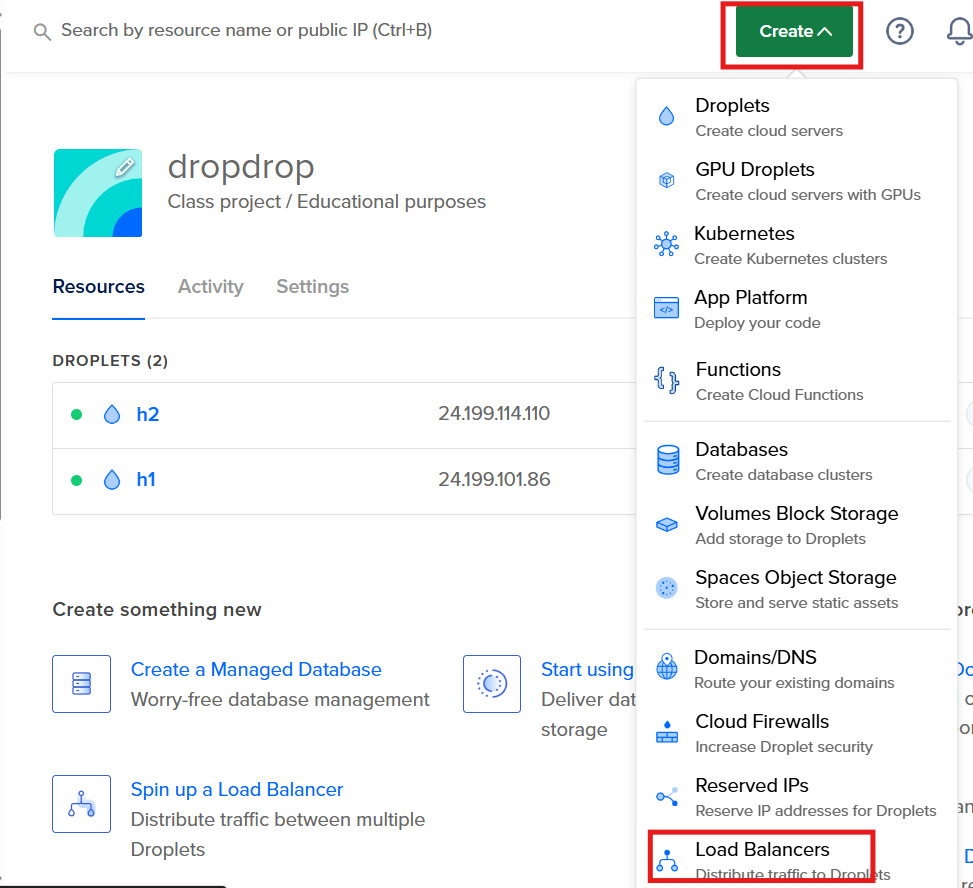 Search by resource name or public IP (Ctrl+B)
Create
?
dropdrop
Class project / Educational purposes
Resources
Activity
Settings
DROPLETS (2)
h2
24.199.114.110
h1
24.199.101.86
Create something new
Create a Managed Database
Worry-free database management
Start using
Deliver dat
storage
Spin up a Load Balancer
Distribute traffic between multiple
Droplets
Droplets
Create cloud servers
GPU Droplets
Create cloud servers with GPUs
Kubernetes
Create Kubernetes clusters
App Platform
Deploy your code
Functions
Create Cloud Functions
Databases
Create database clusters
Volumes Block Storage
Add storage to Droplets
Spaces Object Storage
Store and serve static assets
Domains/DNS
Route your existing domains
Cloud Firewalls
Increase Droplet security
Reserved IPs
Reserve IP addresses for Droplets
Load Balancers
Distribute traffic to Droplets